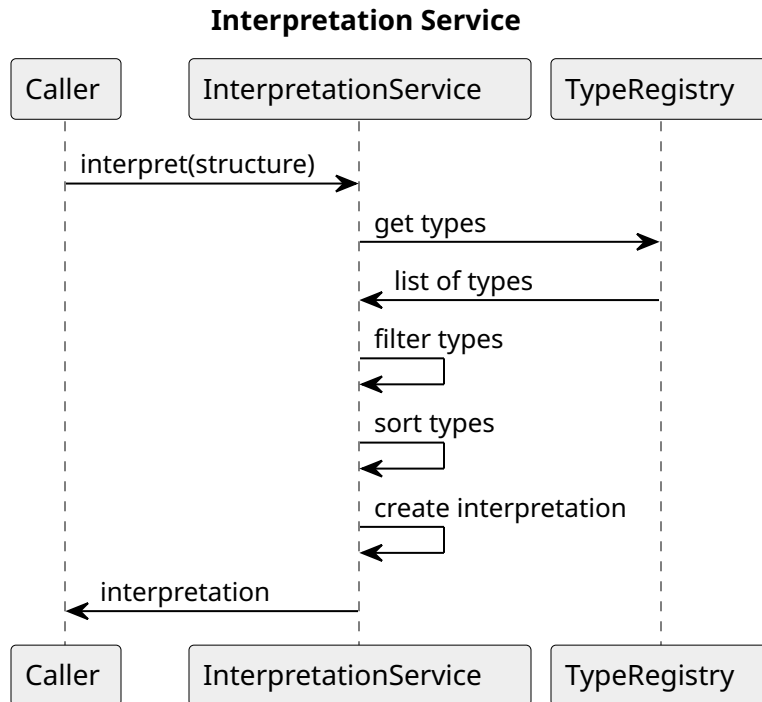 Interpretation Service
Caller InterpretationService TypeRegistry
interpret(structure)
get types
list of types
filter types
sort types
create interpretation
interpretation
Caller InterpretationService TypeRegistry